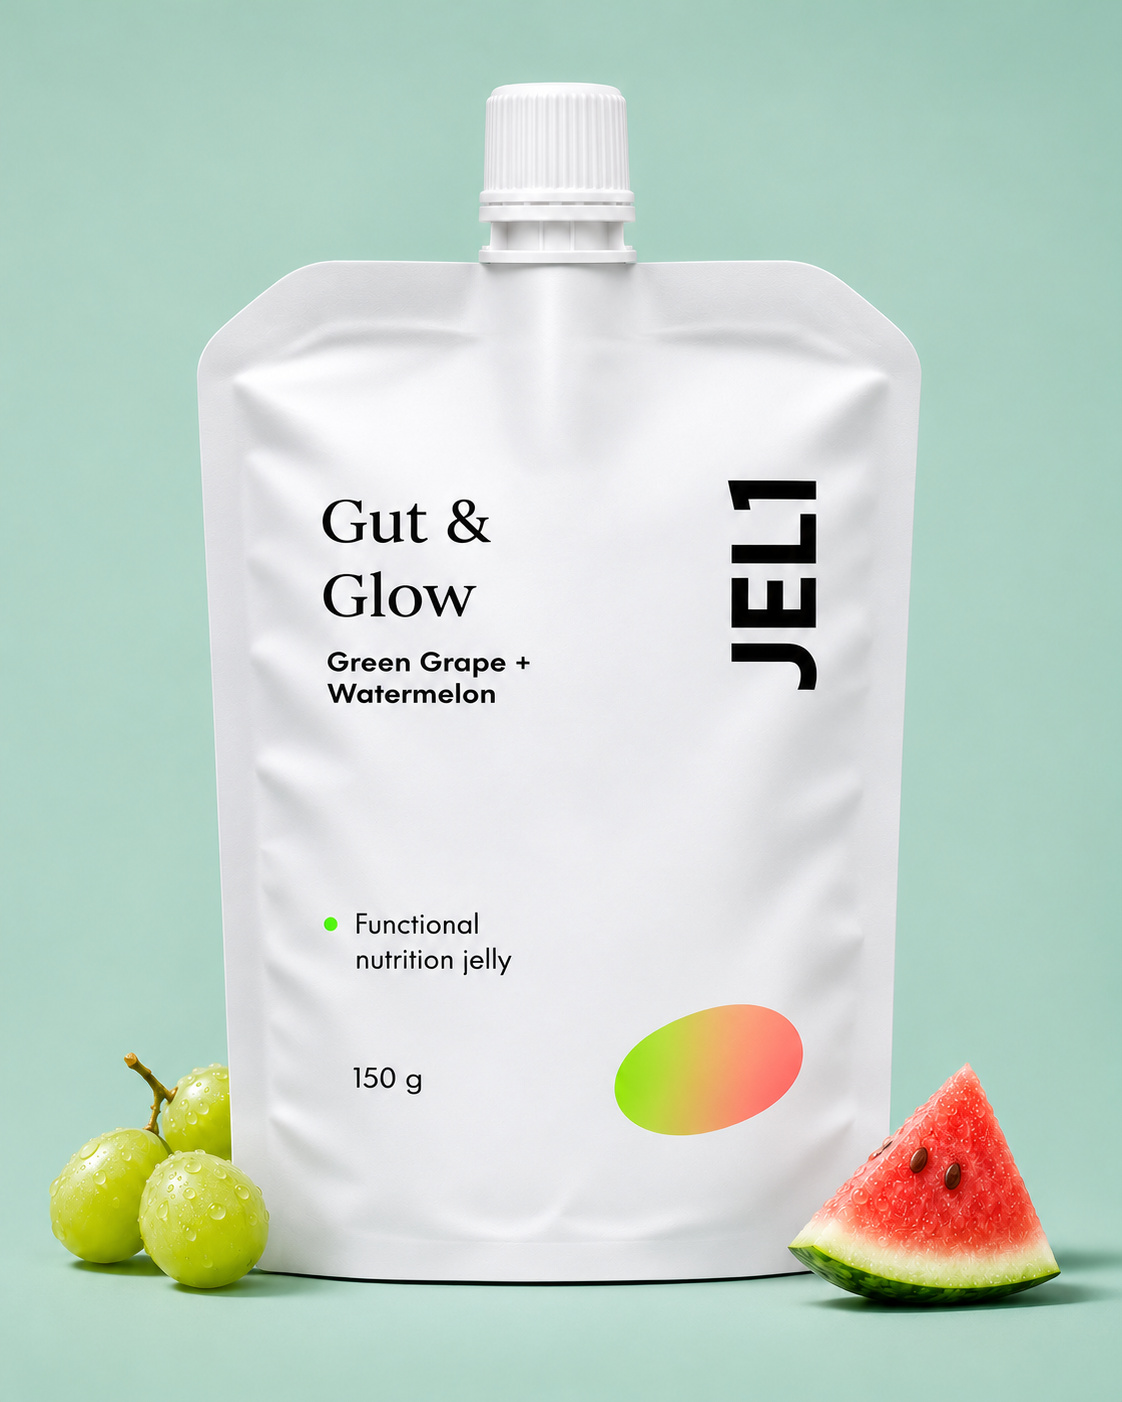 Gut &
Glow
Green Grape +
Watermelon
JEL1
Functional
nutrition jelly
150 g